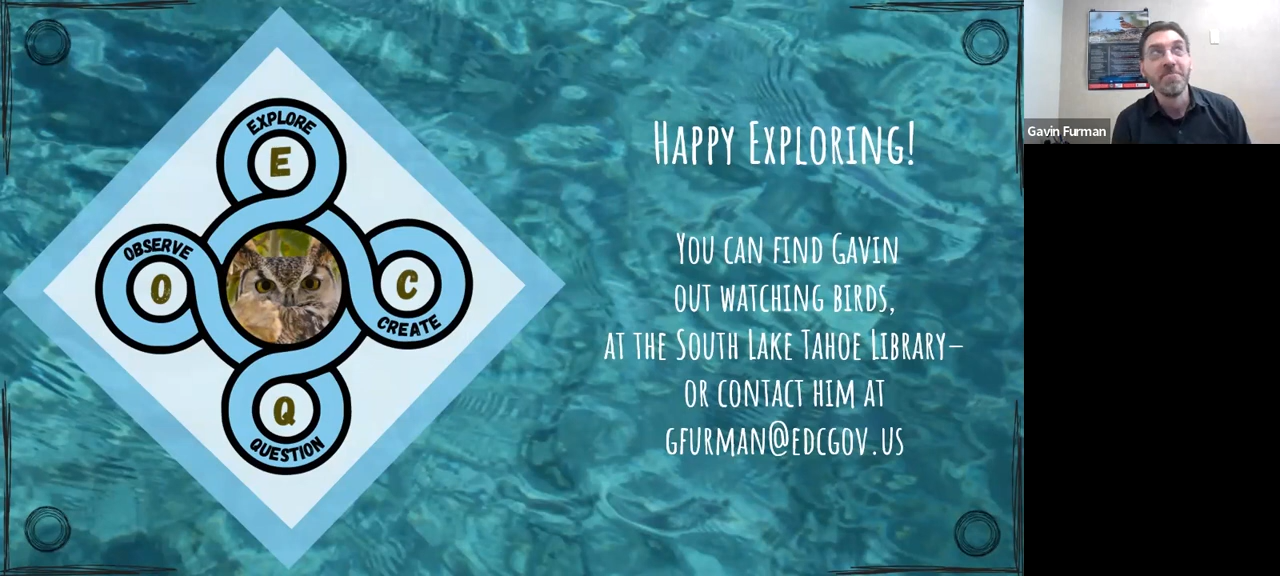 EXPLORE
E
OBSERVE
O
C
CREATE
Q
QUESTION
HAPPY EXPLORING!
YOU CAN FIND GAVIN
OUT WATCHING BIRDS,
AT THE SOUTH LAKE TAHOE LIBRARY–
OR CONTACT HIM AT
GFURMAN@EDCGOV.US
Gavin Furman